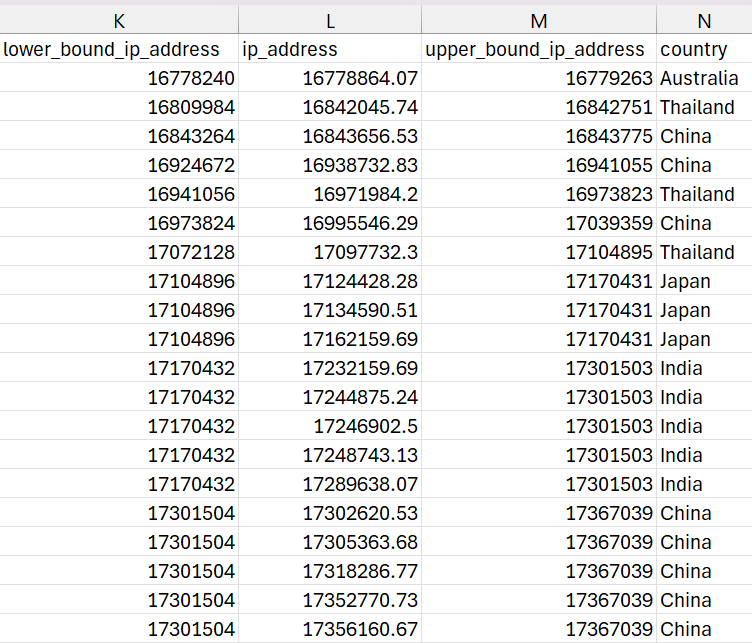 K L M N
lower_bound_ip_address ip_address upper_bound_ip_address country
16778240 16778864.07 16779263 Australia
16809984 16842045.74 16842751 Thailand
16843264 16843656.53 16843775 China
16924672 16938732.83 16941055 China
16941056 16971984.2 16973823 Thailand
16973824 16995546.29 17039359 China
17072128 17097732.3 17104895 Thailand
17104896 17124428.28 17170431 Japan
17104896 17134590.51 17170431 Japan
17104896 17162159.69 17170431 Japan
17170432 17232159.69 17301503 India
17170432 17244875.24 17301503 India
17170432 17246902.5 17301503 India
17170432 17248743.13 17301503 India
17170432 17289638.07 17301503 India
17301504 17302620.53 17367039 China
17301504 17305363.68 17367039 China
17301504 17318286.77 17367039 China
17301504 17352770.73 17367039 China
17301504 17356160.67 17367039 China